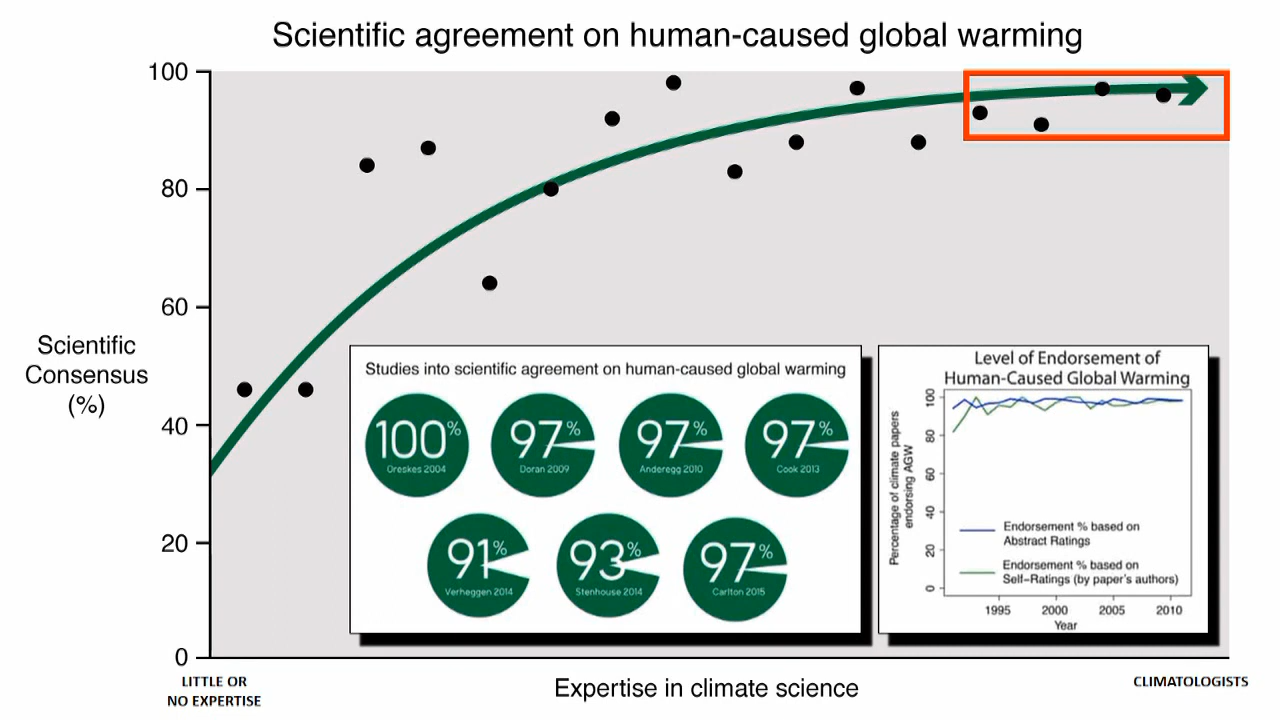 Scientific agreement on human-caused global warming
100
80
60
40
20
0
Scientific
Consensus
(%)
LITTLE OR
NO EXPERTISE
Expertise in climate science
CLIMATOLOGISTS
Studies into scientific agreement on human-caused global warming
100%
Oreskes 2004
97%
Doran 2009
97%
Anderegg 2010
97%
Cook 2013
91%
Verheggen 2014
93%
Stenhouse 2014
97%
Carlton 2015
Level of Endorsement of
Human-Caused Global Warming
Percentage of climate papers
endorsing AGW
100
80
60
40
20
0
Endorsement % based on
Abstract Ratings
Endorsement % based on
Self-Ratings (by paper's authors)
1995 2000 2005 2010
Year